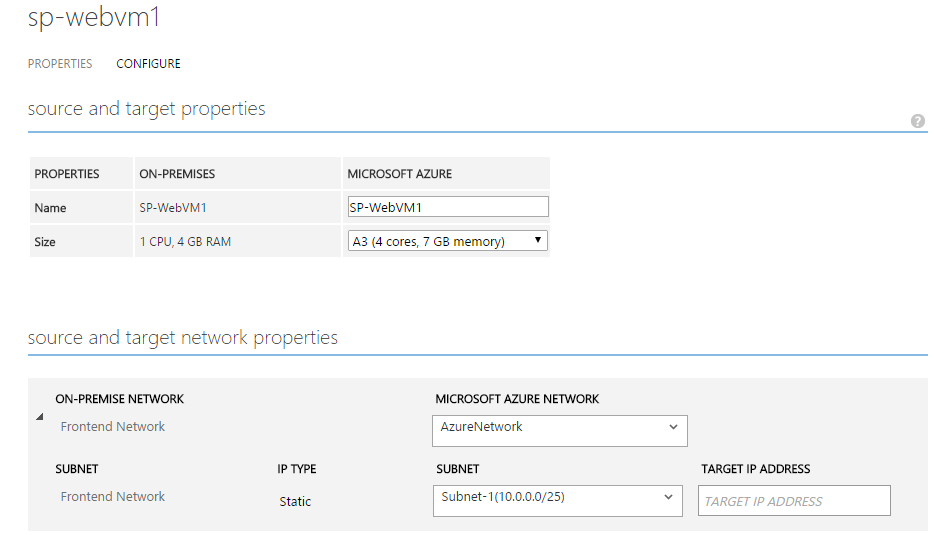 sp-webvm1
PROPERTIES CONFIGURE
source and target properties
?
PROPERTIES ON-PREMISES MICROSOFT AZURE
Name SP-WebVM1 SP-WebVM1
Size 1 CPU, 4 GB RAM A3 (4 cores, 7 GB memory)
source and target network properties
ON-PREMISE NETWORK MICROSOFT AZURE NETWORK
Frontend Network AzureNetwork
SUBNET IP TYPE SUBNET TARGET IP ADDRESS
Frontend Network Static Subnet-1(10.0.0.0/25) TARGET IP ADDRESS